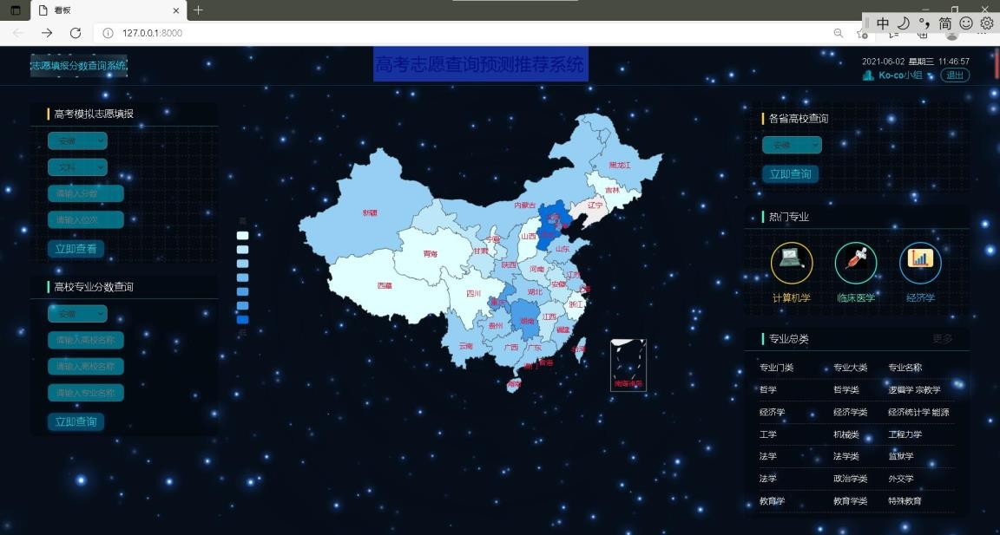 看板
127.0.0.1:8000
中 简
志愿填报分数查询系统
高考志愿查询预测推荐系统
2021-06-02 星期三 11:46:57
Ko-co小组
退出
高考模拟志愿填报
安徽
文科
请输入分数
请输入位次
立即查看
高校专业分数查询
安徽
请输入高校名称
请输入高校名称
请输入专业名称
立即查询
高
低
黑龙江
吉林
辽宁
内蒙古
新疆
山西
宁夏
山东
青海
甘肃
陕西
河南
江苏
西藏
安徽
四川
湖北
重庆
浙江
湖南
江西
贵州
福建
云南
广西
广东
台湾
香港
澳门
海南
南海诸岛
各省高校查询
安徽
立即查询
热门专业
计算机学
临床医学
经济学
专业总类
更多
专业门类 专业大类 专业名称
哲学 哲学类 逻辑学 宗教学
经济学 经济学类 经济统计学 能源
工学 机械类 工程力学
法学 法学类 监狱学
法学 政治学类 外交学
教育学 教育学类 特殊教育